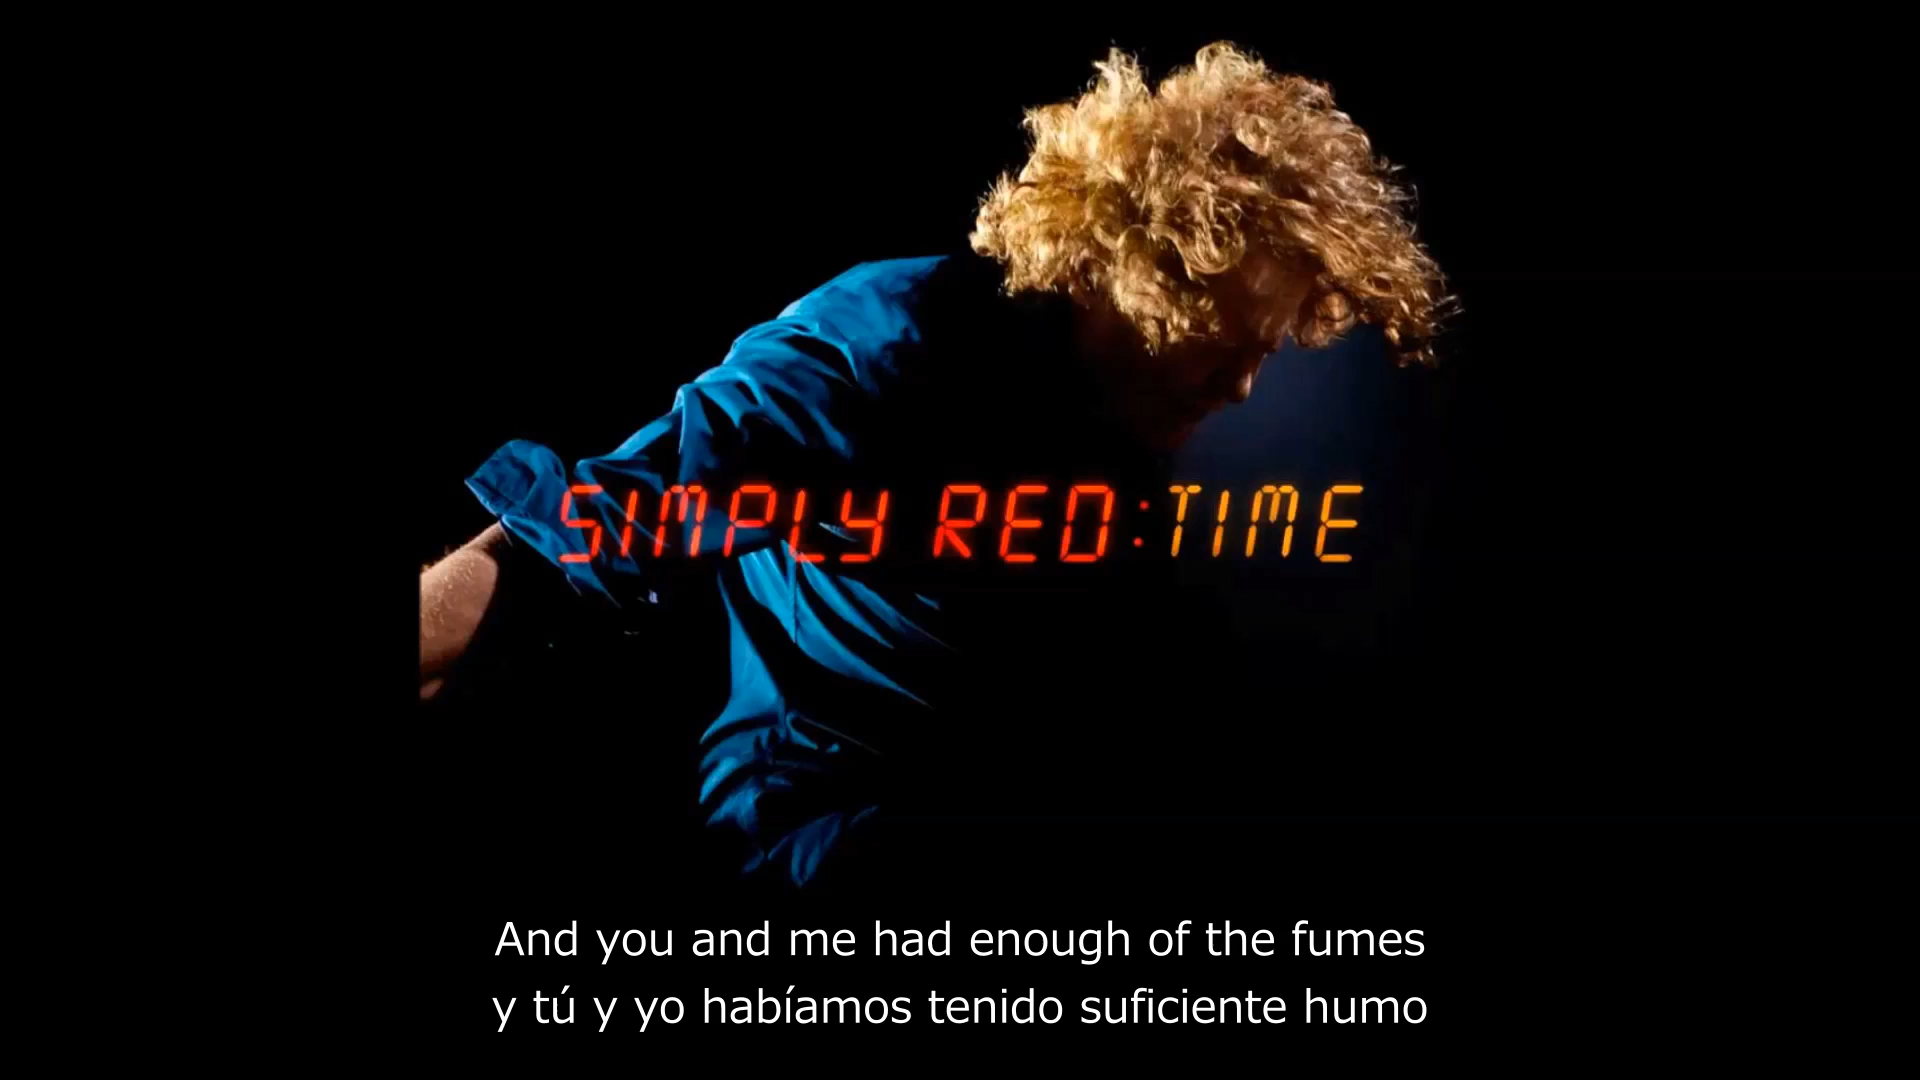 SIMPLY RED:TIME
And you and me had enough of the fumes
y tú y yo habíamos tenido suficiente humo